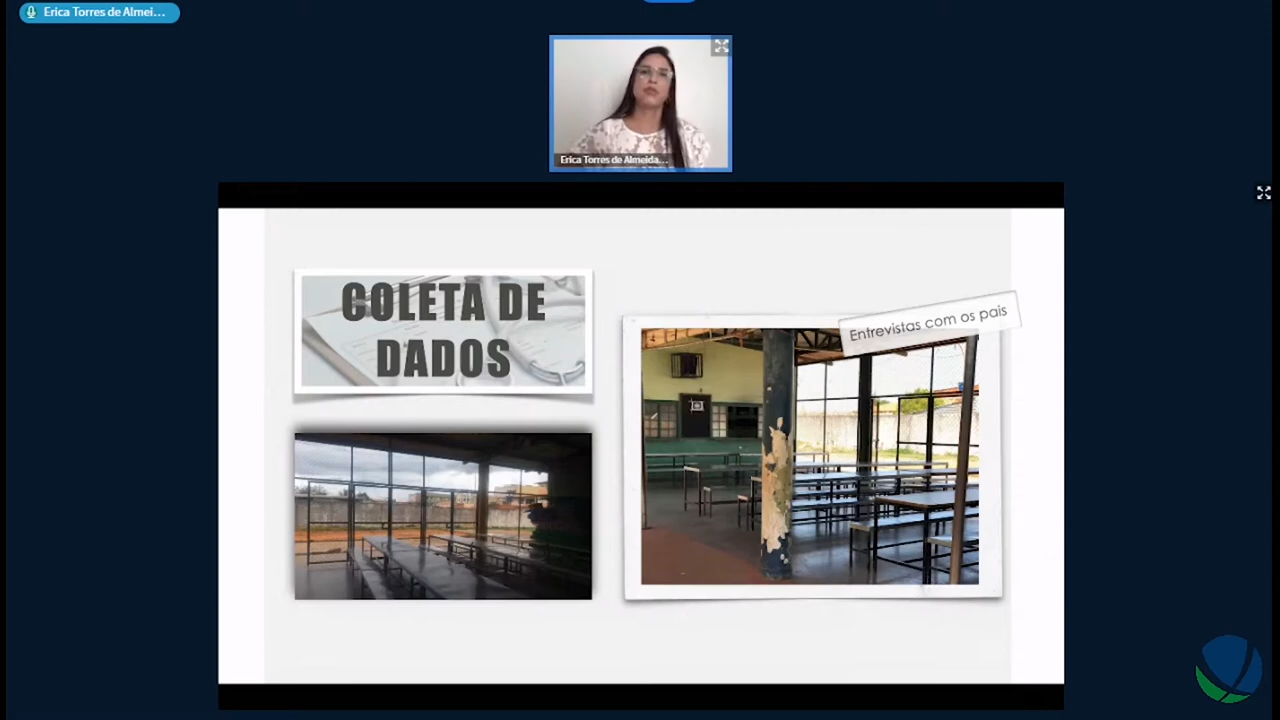 Erica Torres de Almei...
Erica Torres de Almeida...
COLETA DE
DADOS
Entrevistas com os pais